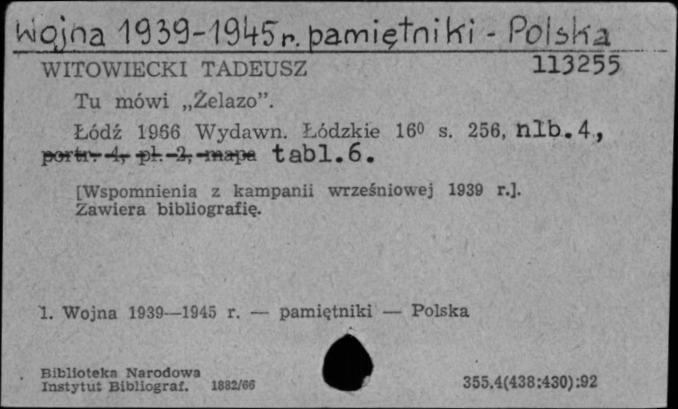 Wojna 1939-1945 r. pamiętniki - Polska
WITOWIECKI TADEUSZ 113255
Tu mówi „Żelazo”.
Łódź 1966 Wydawn. Łódzkie 16⁰ s. 256, nlb. 4.,
portr. 4, pl. 2, mapa tabl. 6.
[Wspomnienia z kampanii wrześniowej 1939 r.].
Zawiera bibliografię.
1. Wojna 1939—1945 r. — pamiętniki — Polska
Biblioteka Narodowa
Instytut Bibliograf. 1882/66 355.4(438:430):92